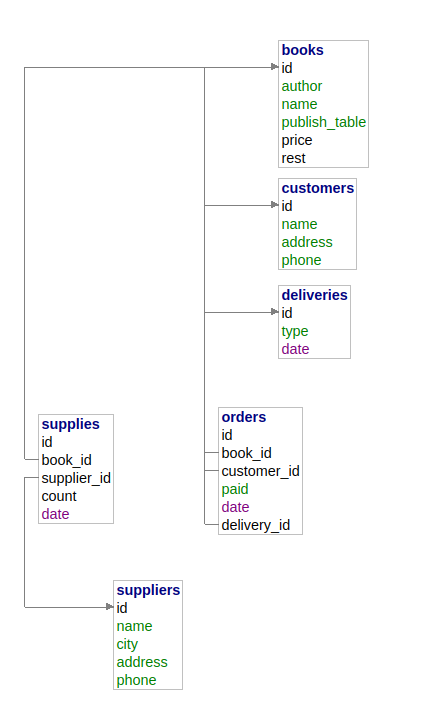 books
id
author
name
publish_table
price
rest
customers
id
name
address
phone
deliveries
id
type
date
supplies
id
book_id
supplier_id
count
date
orders
id
book_id
customer_id
paid
date
delivery_id
suppliers
id
name
city
address
phone